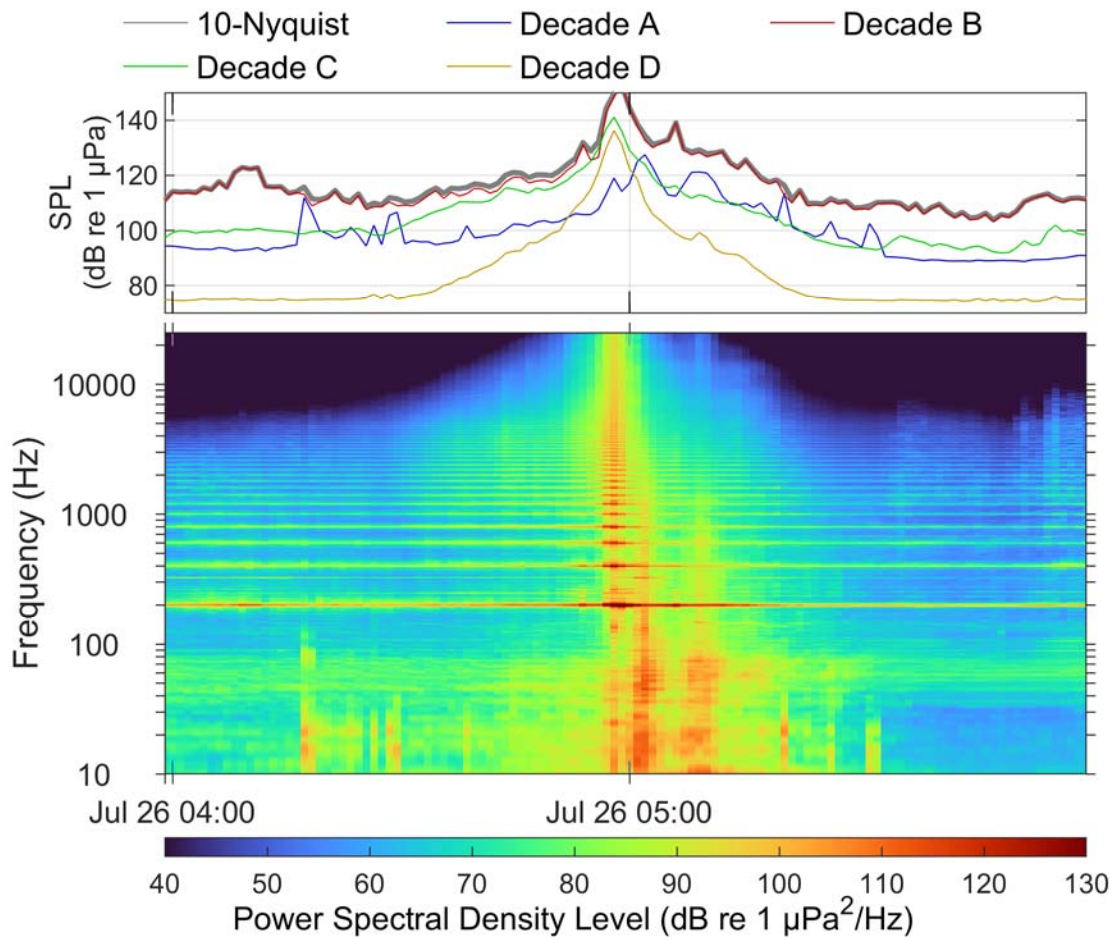 10-Nyquist Decade A Decade B
Decade C Decade D
SPL
(dB re 1 µPa)
140
120
100
80
Frequency (Hz)
10000
1000
100
10
Jul 26 04:00 Jul 26 05:00
40 50 60 70 80 90 100 110 120 130
Power Spectral Density Level (dB re 1 µPa²/Hz)